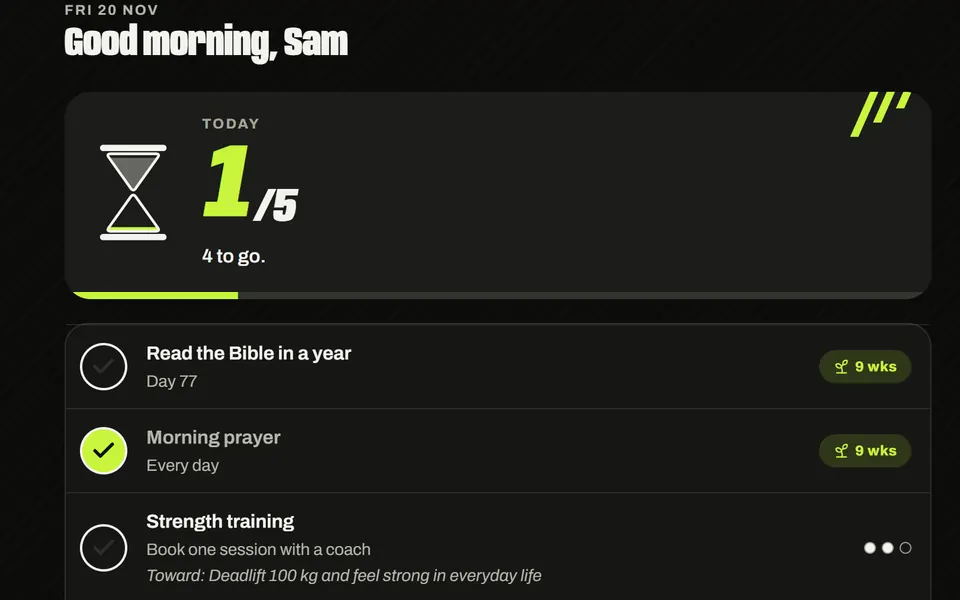 FRI 20 NOV
Good morning, Sam
TODAY
1/5
4 to go.
Read the Bible in a year
Day 77
9 wks
Morning prayer
Every day
9 wks
Strength training
Book one session with a coach
Toward: Deadlift 100 kg and feel strong in everyday life